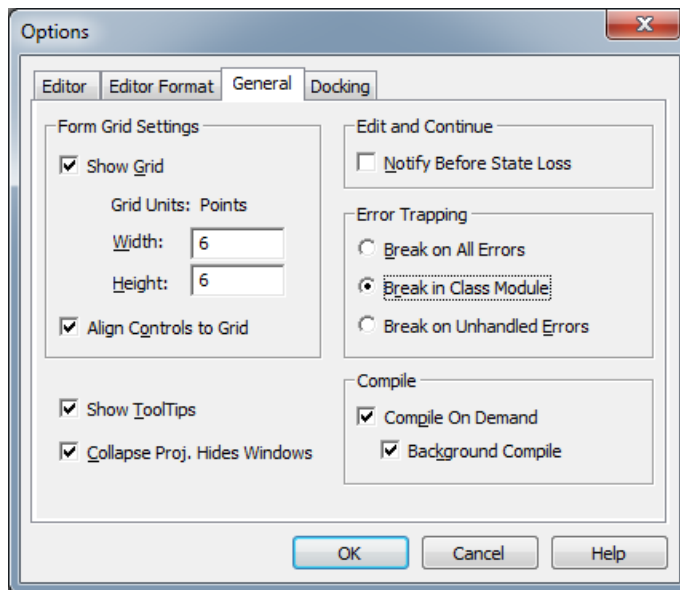 Options
Editor
Editor Format
General
Docking
Form Grid Settings
Show Grid
Grid Units: Points
Width:
6
Height:
6
Align Controls to Grid
Show ToolTips
Collapse Proj. Hides Windows
Edit and Continue
Notify Before State Loss
Error Trapping
Break on All Errors
Break in Class Module
Break on Unhandled Errors
Compile
Compile On Demand
Background Compile
OK
Cancel
Help